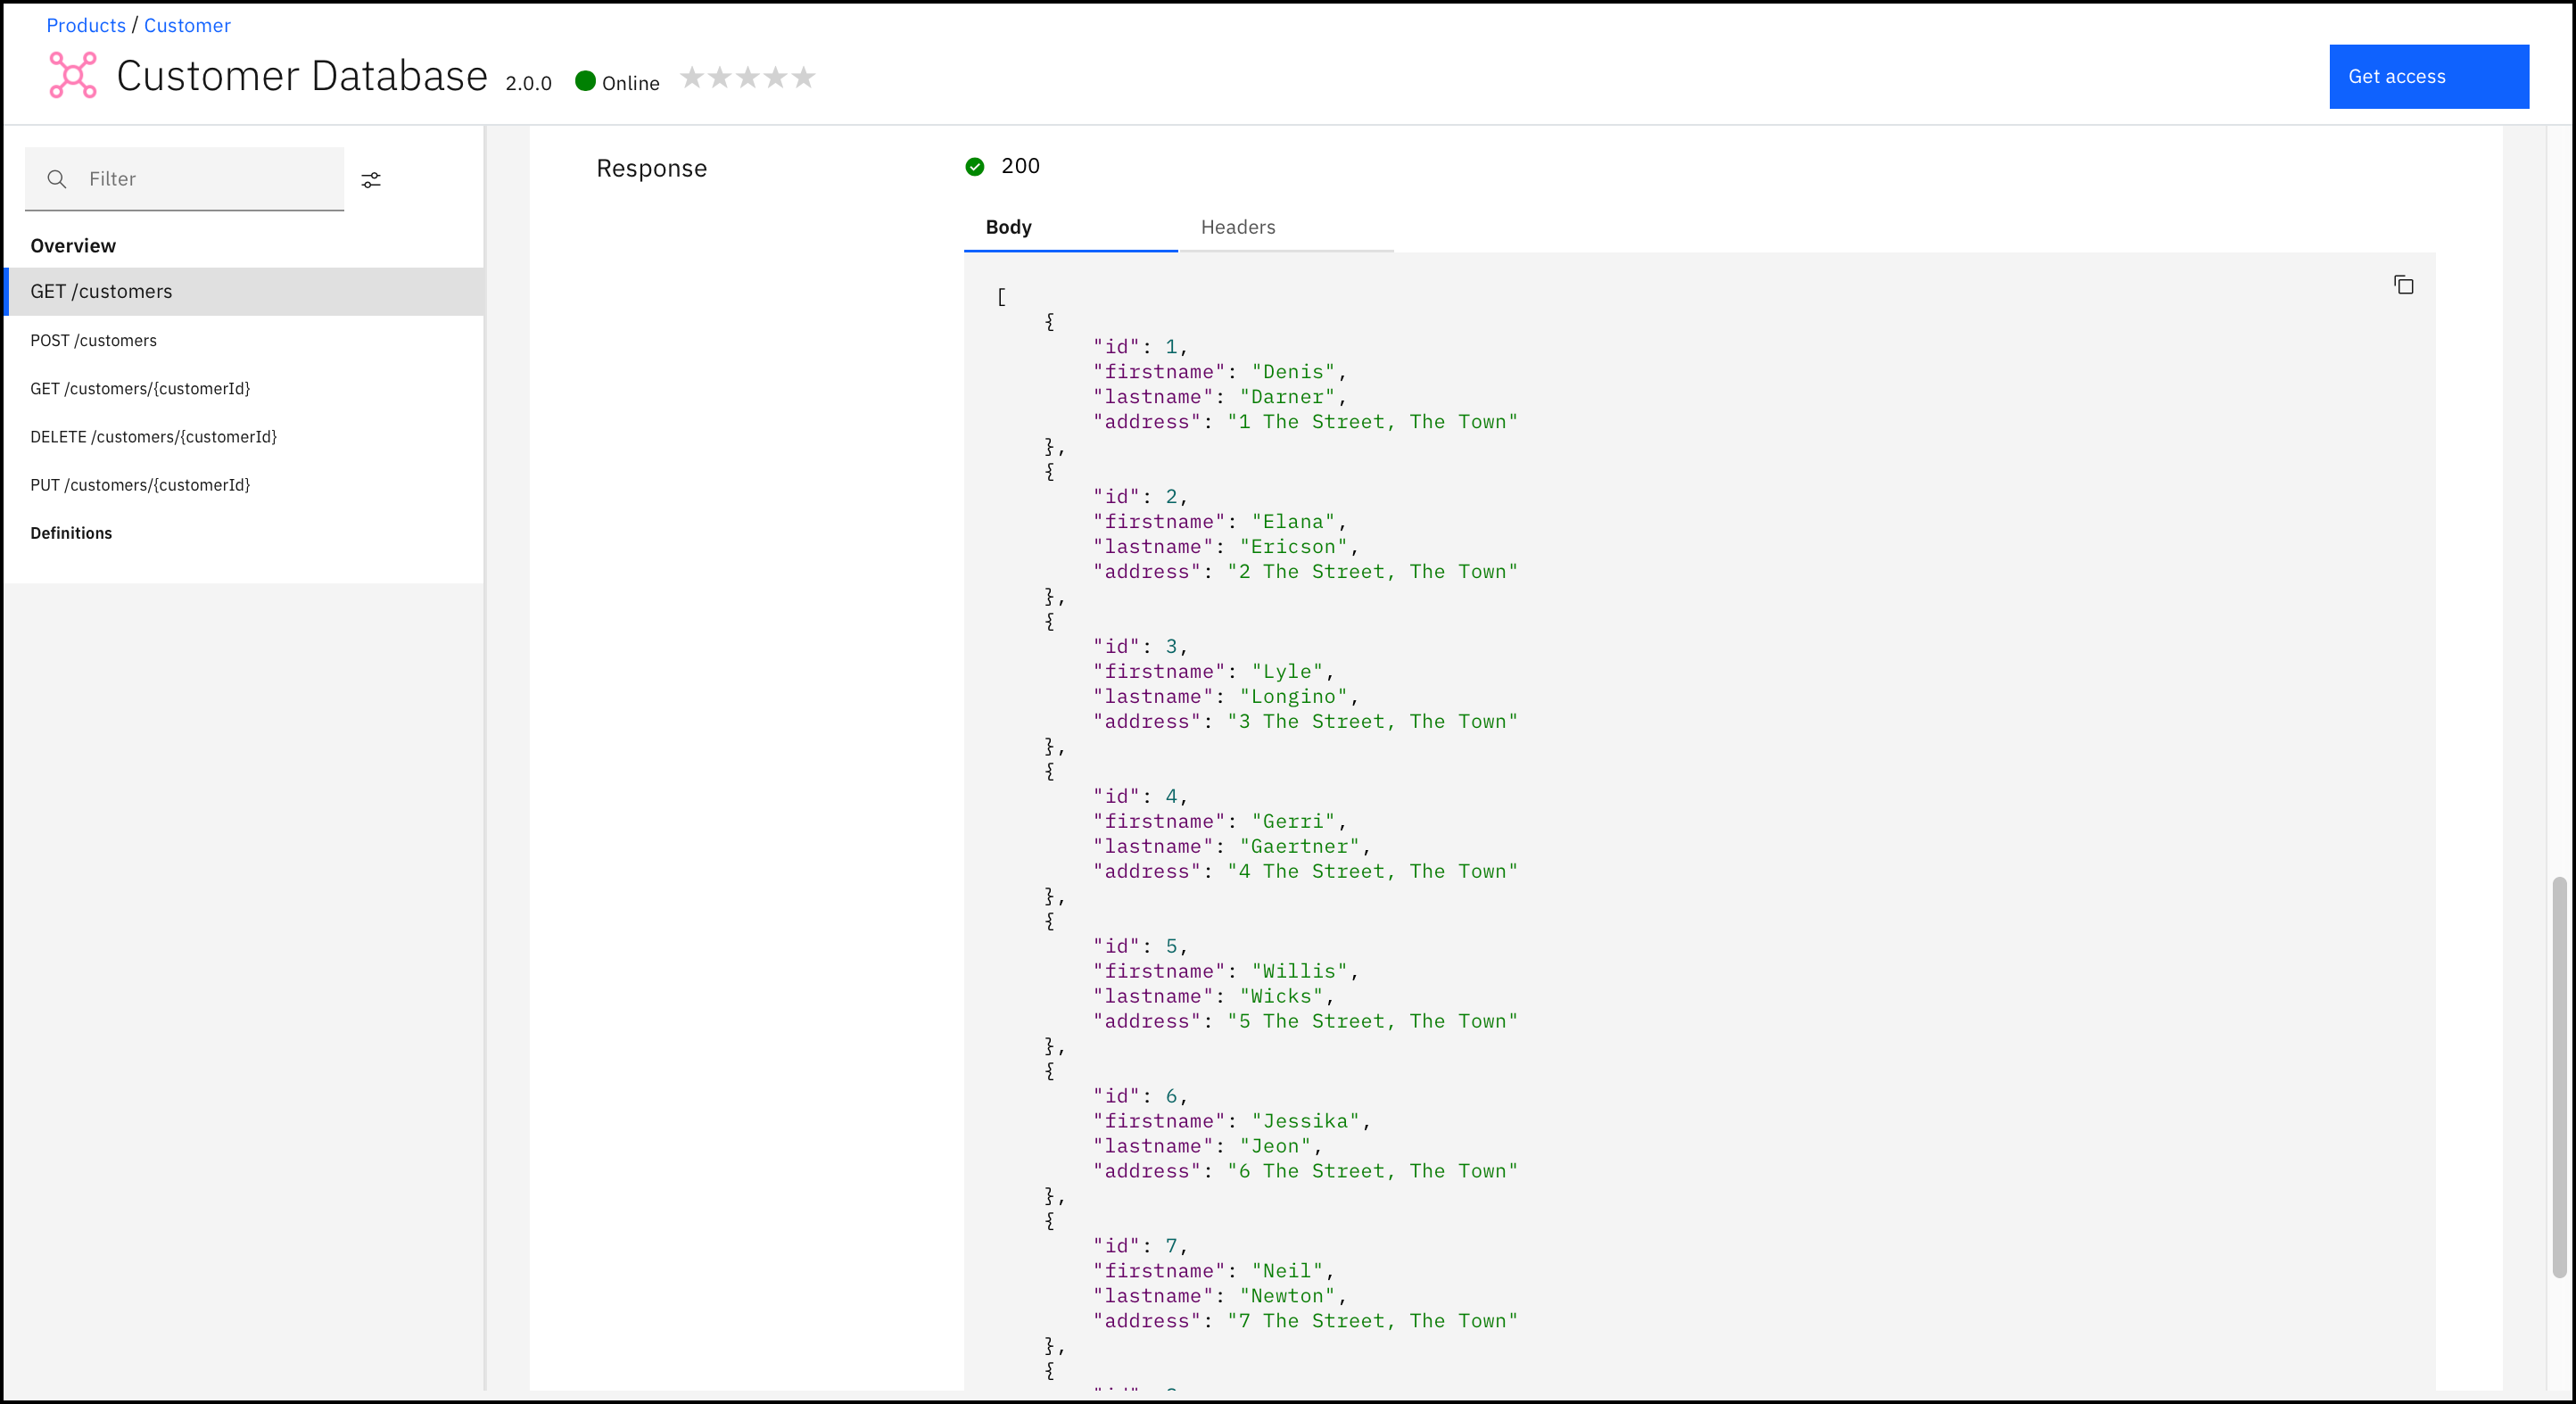 Products / Customer
Customer Database 2.0.0 Online
Get access
Filter
Overview
GET /customers
POST /customers
GET /customers/{customerId}
DELETE /customers/{customerId}
PUT /customers/{customerId}
Definitions
Response
200
Body Headers
[
{
"id": 1,
"firstname": "Denis",
"lastname": "Darner",
"address": "1 The Street, The Town"
},
{
"id": 2,
"firstname": "Elana",
"lastname": "Ericson",
"address": "2 The Street, The Town"
},
{
"id": 3,
"firstname": "Lyle",
"lastname": "Longino",
"address": "3 The Street, The Town"
},
{
"id": 4,
"firstname": "Gerri",
"lastname": "Gaertner",
"address": "4 The Street, The Town"
},
{
"id": 5,
"firstname": "Willis",
"lastname": "Wicks",
"address": "5 The Street, The Town"
},
{
"id": 6,
"firstname": "Jessika",
"lastname": "Jeon",
"address": "6 The Street, The Town"
},
{
"id": 7,
"firstname": "Neil",
"lastname": "Newton",
"address": "7 The Street, The Town"
},
{